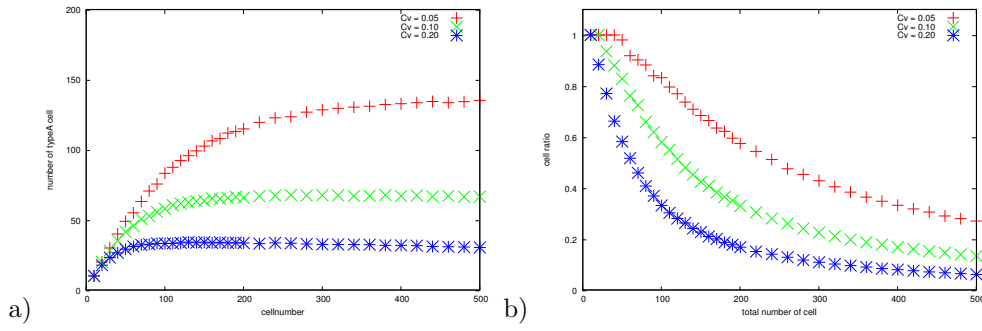 a)
number of typeA cell
200
150
100
50
0
0 100 200 300 400 500
cellnumber
Cv = 0.05
Cv = 0.10
Cv = 0.20
b)
cell ratio
1
0.8
0.6
0.4
0.2
0
0 100 200 300 400 500
total number of cell
Cv = 0.05
Cv = 0.10
Cv = 0.20